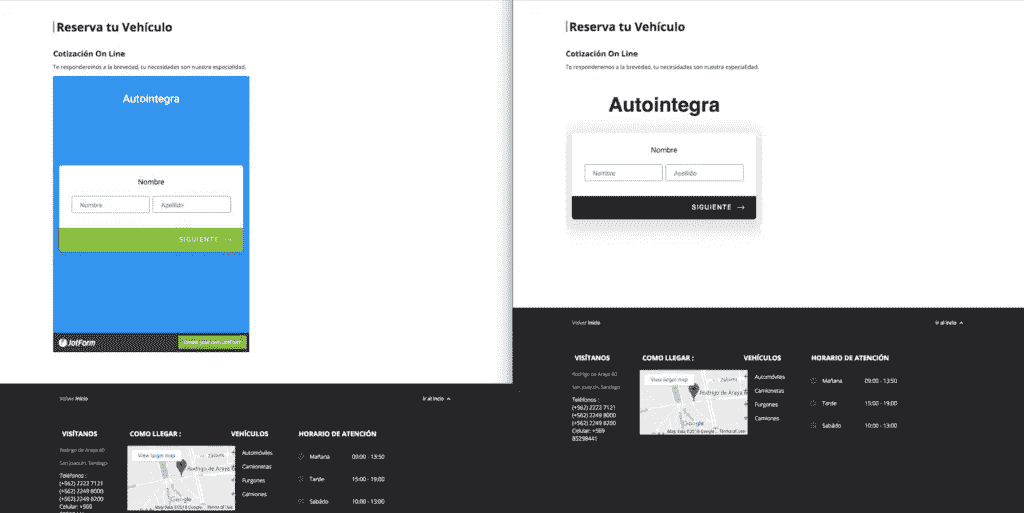 Reserva tu Vehículo
Cotización On Line
Te responderemos a la brevedad, tu necesidades son nuestra especialidad.
Autointegra
Nombre
Nombre Apellido
SIGUIENTE →
JotForm
Volver Inicio Ir al Incio
VISÍTANOS COMO LLEGAR : VEHÍCULOS HORARIO DE ATENCIÓN
Rodrigo de Araya 60
San Joaquín, Santiago
Teléfonos :
(+562) 2223 7121
(+562) 2249 8000
(+562) 2249 8200
Celular: +569
View larger map
Rodrigo de Araya
Google
Map data ©2018 Google Terms of Use
Automóviles
Camionetas
Furgones
Camiones
Mañana 09:00 - 13:50
Tarde 15:00 - 19:00
Sabádo 10:00 - 13:00
Reserva tu Vehículo
Cotización On Line
Te responderemos a la brevedad, tu necesidades son nuestra especialidad.
Autointegra
Nombre
Nombre Apellido
SIGUIENTE →
Volver Inicio Ir al Incio
VISÍTANOS COMO LLEGAR : VEHÍCULOS HORARIO DE ATENCIÓN
Rodrigo de Araya 60
San Joaquín, Santiago
Teléfonos :
(+562) 2223 7121
(+562) 2249 8000
(+562) 2249 8200
Celular: +569
85298441
View larger map
Rodrigo de Araya
Google
Map data ©2018 Google Terms of Use
Automóviles
Camionetas
Furgones
Camiones
Mañana 09:00 - 13:50
Tarde 15:00 - 19:00
Sabádo 10:00 - 13:00